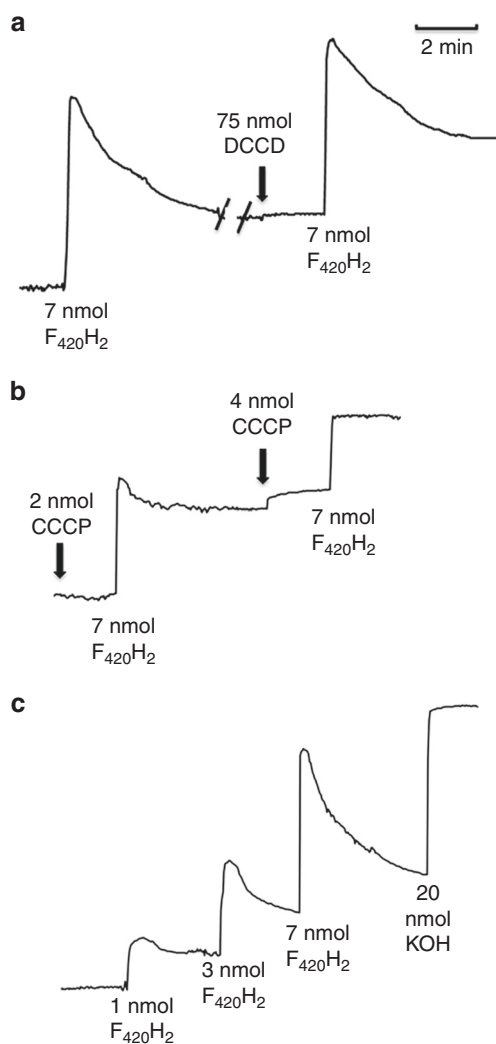 a
2 min
75 nmol
DCCD
7 nmol
F₄₂₀H₂
7 nmol
F₄₂₀H₂
b
4 nmol
CCCP
2 nmol
CCCP
7 nmol
F₄₂₀H₂
7 nmol
F₄₂₀H₂
c
20
nmol
KOH
7 nmol
F₄₂₀H₂
3 nmol
F₄₂₀H₂
1 nmol
F₄₂₀H₂